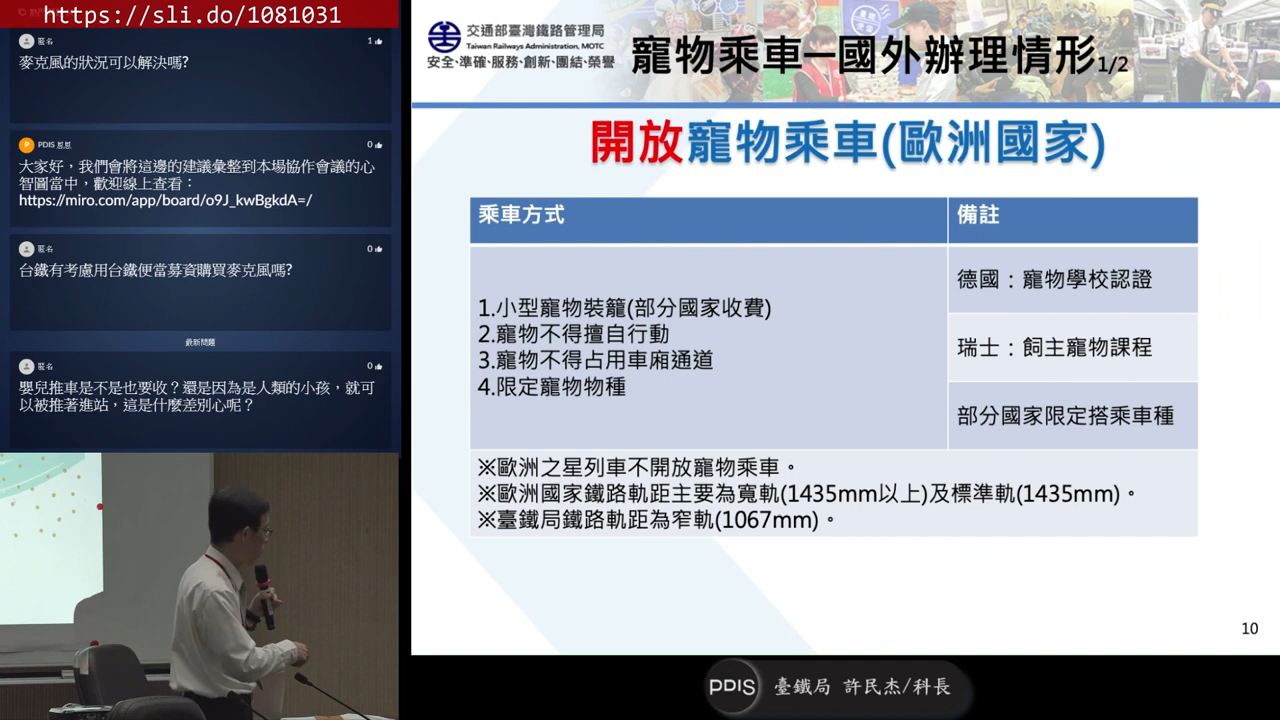 https://sli.do/1081031
匿名
1
麥克風的狀況可以解決嗎?
P
PDIS 恩恩
0
大家好，我們會將這邊的建議彙整到本場協作會議的心
智圖當中，歡迎線上查看：
https://miro.com/app/board/o9J_kwBgkdA=/
匿名
0
台鐵有考慮用台鐵便當募資購買麥克風嗎?
最新問題
匿名
0
嬰兒推車是不是也要收？還是因為是人類的小孩，就可
以被推著進站，這是什麼差別心呢？
交通部臺灣鐵路管理局
Taiwan Railways Administration, MOTC
安全、準確、服務、創新、團結、榮譽
寵物乘車─國外辦理情形1/2
開放寵物乘車(歐洲國家)
乘車方式
備註
1.小型寵物裝籠(部分國家收費)
2.寵物不得擅自行動
3.寵物不得占用車廂通道
4.限定寵物物種
德國：寵物學校認證
瑞士：飼主寵物課程
部分國家限定搭乘車種
※歐洲之星列車不開放寵物乘車。
※歐洲國家鐵路軌距主要為寬軌(1435mm以上)及標準軌(1435mm)。
※臺鐵局鐵路軌距為窄軌(1067mm)。
10
PDIS
臺鐵局 許民杰/科長